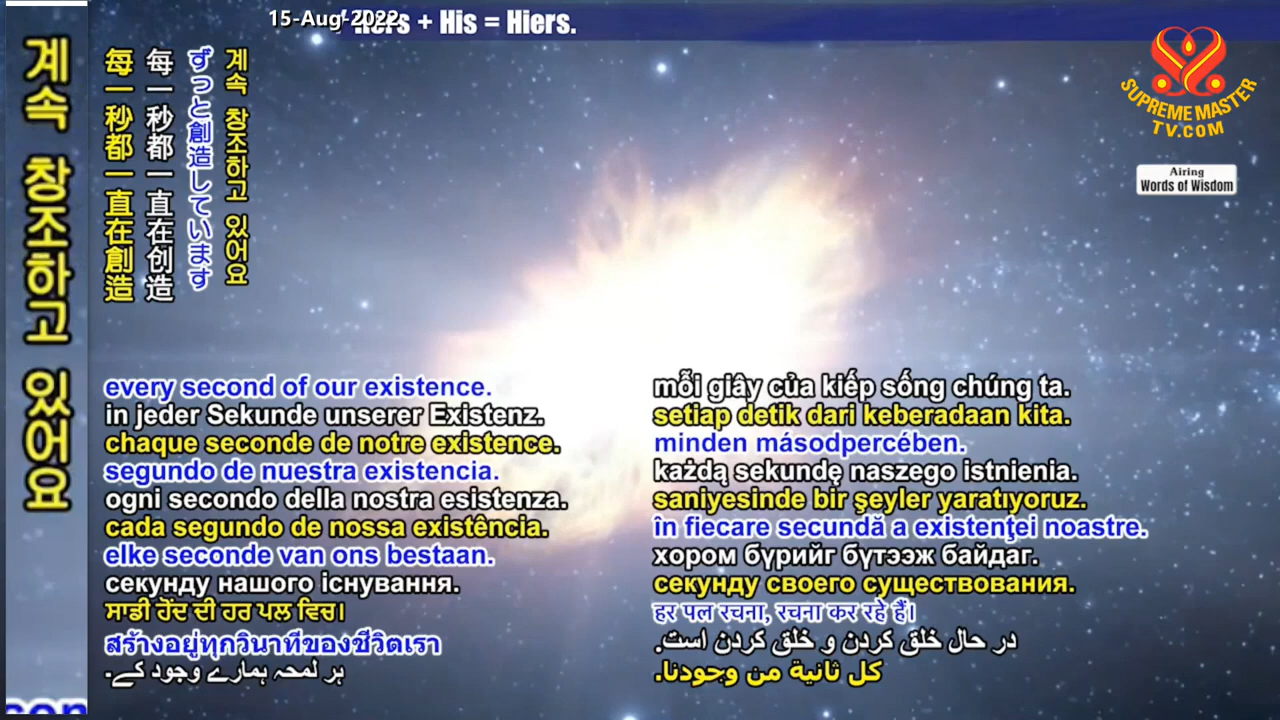 15-Aug-2022
+ His = Hiers.
SUPREME MASTER
TV.COM
Airing
Words of Wisdom
계속 창조하고 있어요
每一秒都一直在創造
每一秒都一直在创造
ずっと創造しています
계속 창조하고 있어요
every second of our existence.
in jeder Sekunde unserer Existenz.
chaque seconde de notre existence.
segundo de nuestra existencia.
ogni secondo della nostra esistenza.
cada segundo de nossa existência.
elke seconde van ons bestaan.
секунду нашого існування.
ਸਾਡੀ ਹੋਂਦ ਦੀ ਹਰ ਪਲ ਵਿਚ।
สร้างอยู่ทุกวินาทีของชีวิตเรา
ہر لمحہ ہمارے وجود کے۔
mỗi giây của kiếp sống chúng ta.
setiap detik dari keberadaan kita.
minden másodpercében.
każdą sekundę naszego istnienia.
saniyesinde bir şeyler yaratıyoruz.
în fiecare secundă a existenţei noastre.
хором бүрийг бүтээж байдаг.
секунду своего существования.
हर पल रचना, रचना कर रहे हैं।
در حال خلق کردن و خلق کردن است.
كل ثانية من وجودنا.